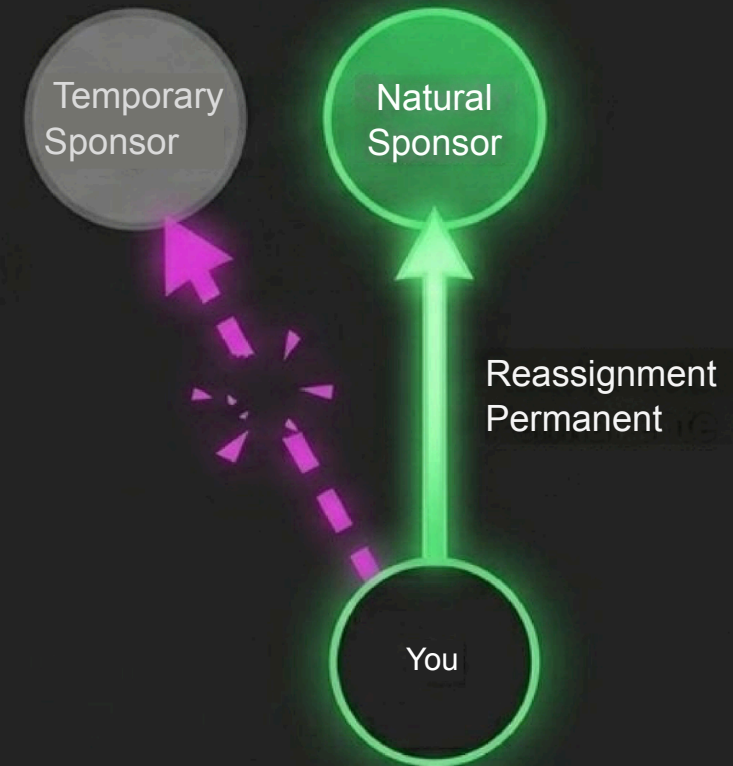 Temporary
Sponsor
Natural
Sponsor
Reassignment
Permanent
You